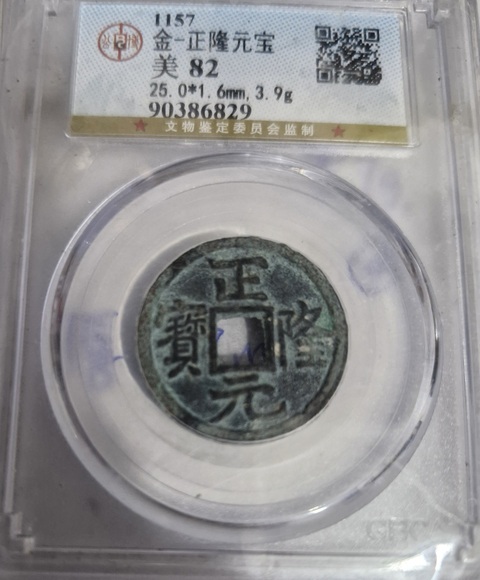 1157
金-正隆元宝
美 82
25.0*1.6mm, 3.9g
90386829
★ 文物鉴定委员会监制 ★
正
寶 隆
元